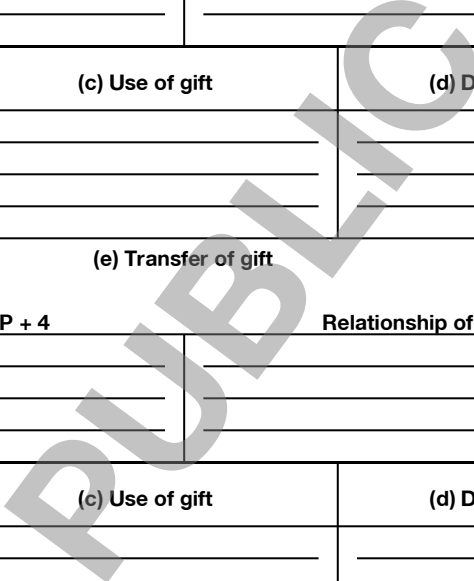 (c) Use of gift (d) D
(e) Transfer of gift
P + 4 Relationship of
(c) Use of gift (d) D
PUBLIC